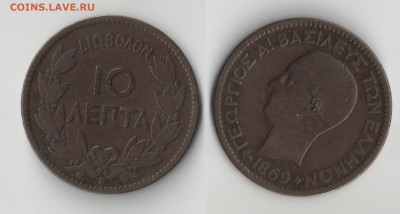 COINS.LAVE.RU
ΔΙΩΒΟΛΟΝ
10
ΛΕΠΤΑ
ΓΕΩΡΓΙΟΣ Α! ΒΑΣΙΛΕΥΣ ΤΩΝ ΕΛΛΗΝΩΝ
1869